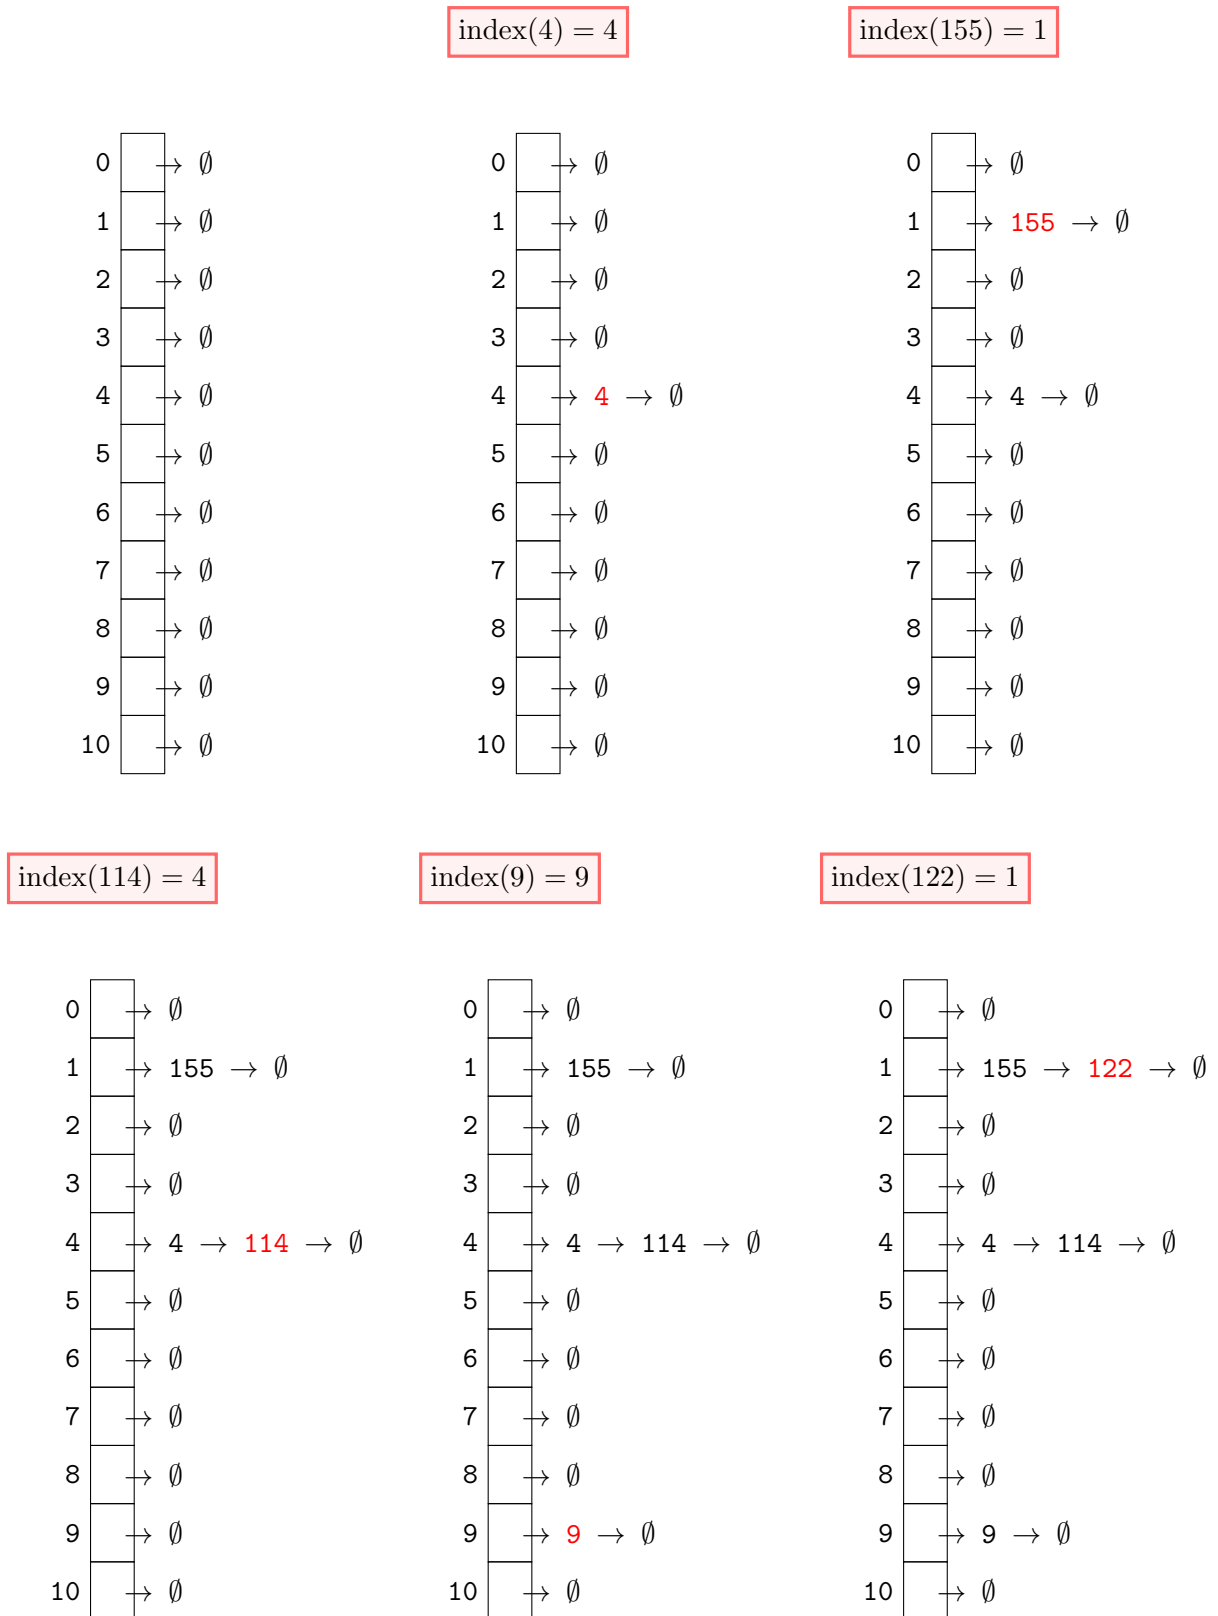 index(4) = 4 index(155) = 1
0 → ∅ 0 → ∅ 0 → ∅
1 → ∅ 1 → ∅ 1 → 155 → ∅
2 → ∅ 2 → ∅ 2 → ∅
3 → ∅ 3 → ∅ 3 → ∅
4 → ∅ 4 → 4 → ∅ 4 → 4 → ∅
5 → ∅ 5 → ∅ 5 → ∅
6 → ∅ 6 → ∅ 6 → ∅
7 → ∅ 7 → ∅ 7 → ∅
8 → ∅ 8 → ∅ 8 → ∅
9 → ∅ 9 → ∅ 9 → ∅
10 → ∅ 10 → ∅ 10 → ∅
index(114) = 4 index(9) = 9 index(122) = 1
0 → ∅ 0 → ∅ 0 → ∅
1 → 155 → ∅ 1 → 155 → ∅ 1 → 155 → 122 → ∅
2 → ∅ 2 → ∅ 2 → ∅
3 → ∅ 3 → ∅ 3 → ∅
4 → 4 → 114 → ∅ 4 → 4 → 114 → ∅ 4 → 4 → 114 → ∅
5 → ∅ 5 → ∅ 5 → ∅
6 → ∅ 6 → ∅ 6 → ∅
7 → ∅ 7 → ∅ 7 → ∅
8 → ∅ 8 → ∅ 8 → ∅
9 → ∅ 9 → 9 → ∅ 9 → 9 → ∅
10 → ∅ 10 → ∅ 10 → ∅